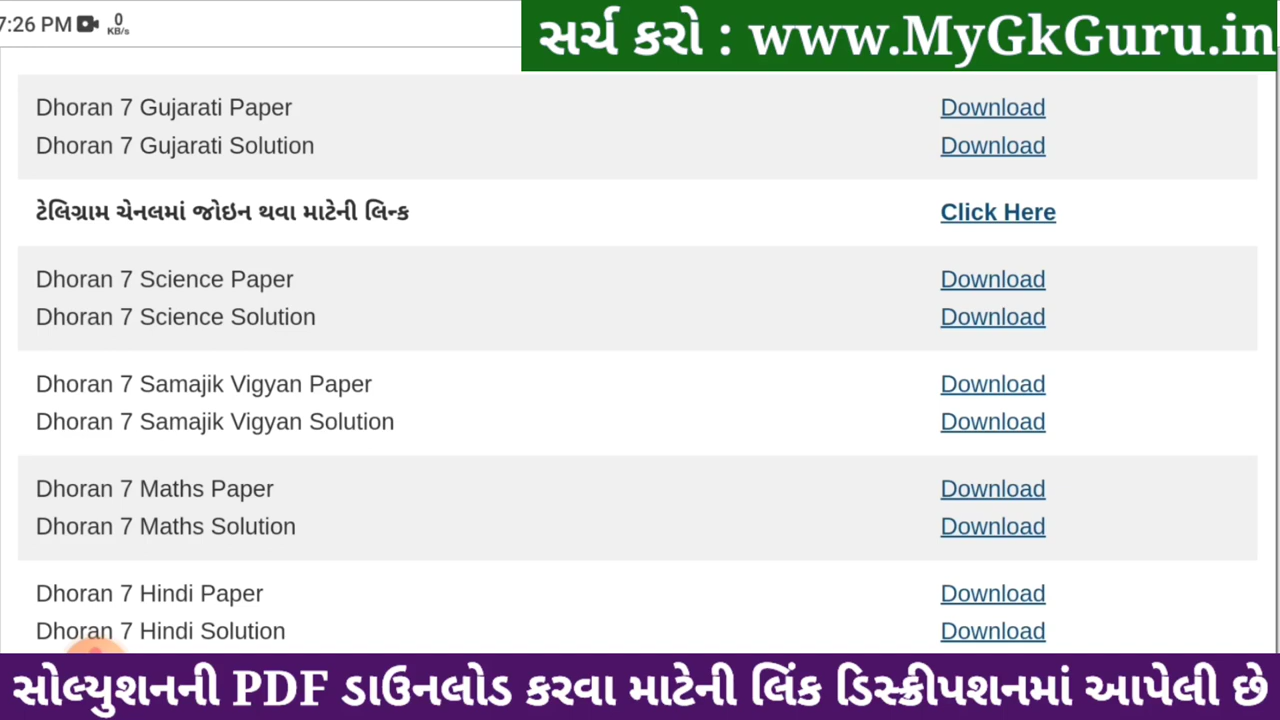 7:26 PM 0 KB/s
સર્ચ કરો : www.MyGkGuru.in
Dhoran 7 Gujarati Paper Download
Dhoran 7 Gujarati Solution Download
ટેલિગ્રામ ચેનલમાં જોઇન થવા માટેની લિન્ક Click Here
Dhoran 7 Science Paper Download
Dhoran 7 Science Solution Download
Dhoran 7 Samajik Vigyan Paper Download
Dhoran 7 Samajik Vigyan Solution Download
Dhoran 7 Maths Paper Download
Dhoran 7 Maths Solution Download
Dhoran 7 Hindi Paper Download
Dhoran 7 Hindi Solution Download
સોલ્યુશનની PDF ડાઉનલોડ કરવા માટેની લિંક ડિસ્ક્રીપશનમાં આપેલી છે